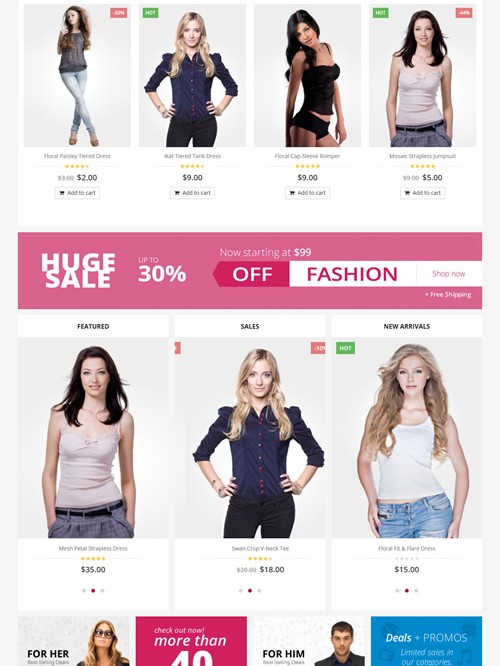 -33%
HOT
HOT
-44%
Floral Paisley Tiered Dress
Ikat Tiered Tank Dress
Floral Cap-Sleeve Romper
Mosaic Strapless Jumpsuit
$3.00 $2.00
$9.00
$9.00
$9.00 $5.00
Add to cart
Add to cart
Add to cart
Add to cart
HUGE
SALE
UP TO
30%
Now starting at $99
OFF FASHION
Shop now
+ Free Shipping
FEATURED
SALES
NEW ARRIVALS
HOT
Mesh Petal Strapless Dress
Swan Crop V-Neck Tee
Floral Fit & Flare Dress
$35.00
$20.00 $18.00
$15.00
FOR HER
Best Selling Deals
check out now!
more than
40
FOR HIM
Best Selling Deals
Deals + PROMOS
Limited sales in
our categories.